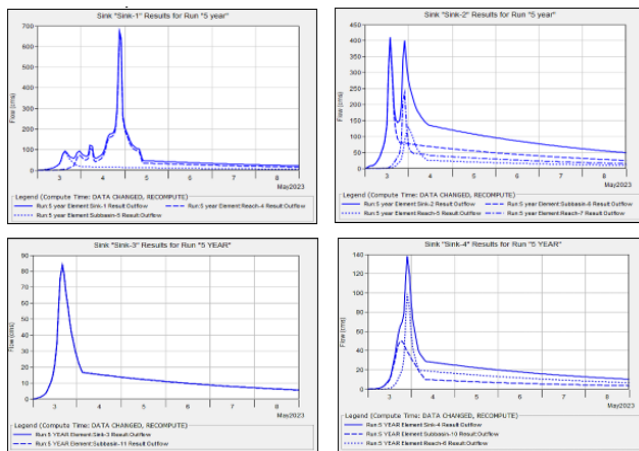 Sink "Sink-1" Results for Run "5 year"
700
600
500
400
300
200
100
0
Flow (cms)
3 4 5 6 7 8
May2023
Legend (Compute Time: DATA CHANGED, RECOMPUTE)
Run:5 year Element:Sink-1 Result:Outflow Run:5 year Element:Reach-4 Result:Outflow
Run:5 year Element:Subbasin-5 Result:Outflow
Sink "Sink-2" Results for Run "5 year"
450
400
350
300
250
200
150
100
50
0
Flow (cms)
3 4 5 6 7 8
May2023
Legend (Compute Time: DATA CHANGED, RECOMPUTE)
Run:5 year Element:Sink-2 Result:Outflow Run:5 year Element:Subbasin-6 Result:Outflow
Run:5 year Element:Reach-5 Result:Outflow Run:5 year Element:Reach-7 Result:Outflow
Sink "Sink-3" Results for Run "5 YEAR"
90
80
70
60
50
40
30
20
10
0
Flow (cms)
3 4 5 6 7 8
May2023
Legend (Compute Time: DATA CHANGED, RECOMPUTE)
Run:5 YEAR Element:Sink-3 Result:Outflow
Run:5 YEAR Element:Subbasin-11 Result:Outflow
Sink "Sink-4" Results for Run "5 YEAR"
140
120
100
80
60
40
20
0
Flow (cms)
3 4 5 6 7 8
May2023
Legend (Compute Time: DATA CHANGED, RECOMPUTE)
Run:5 YEAR Element:Sink-4 Result:Outflow
Run:5 YEAR Element:Subbasin-10 Result:Outflow
Run:5 YEAR Element:Reach-6 Result:Outflow